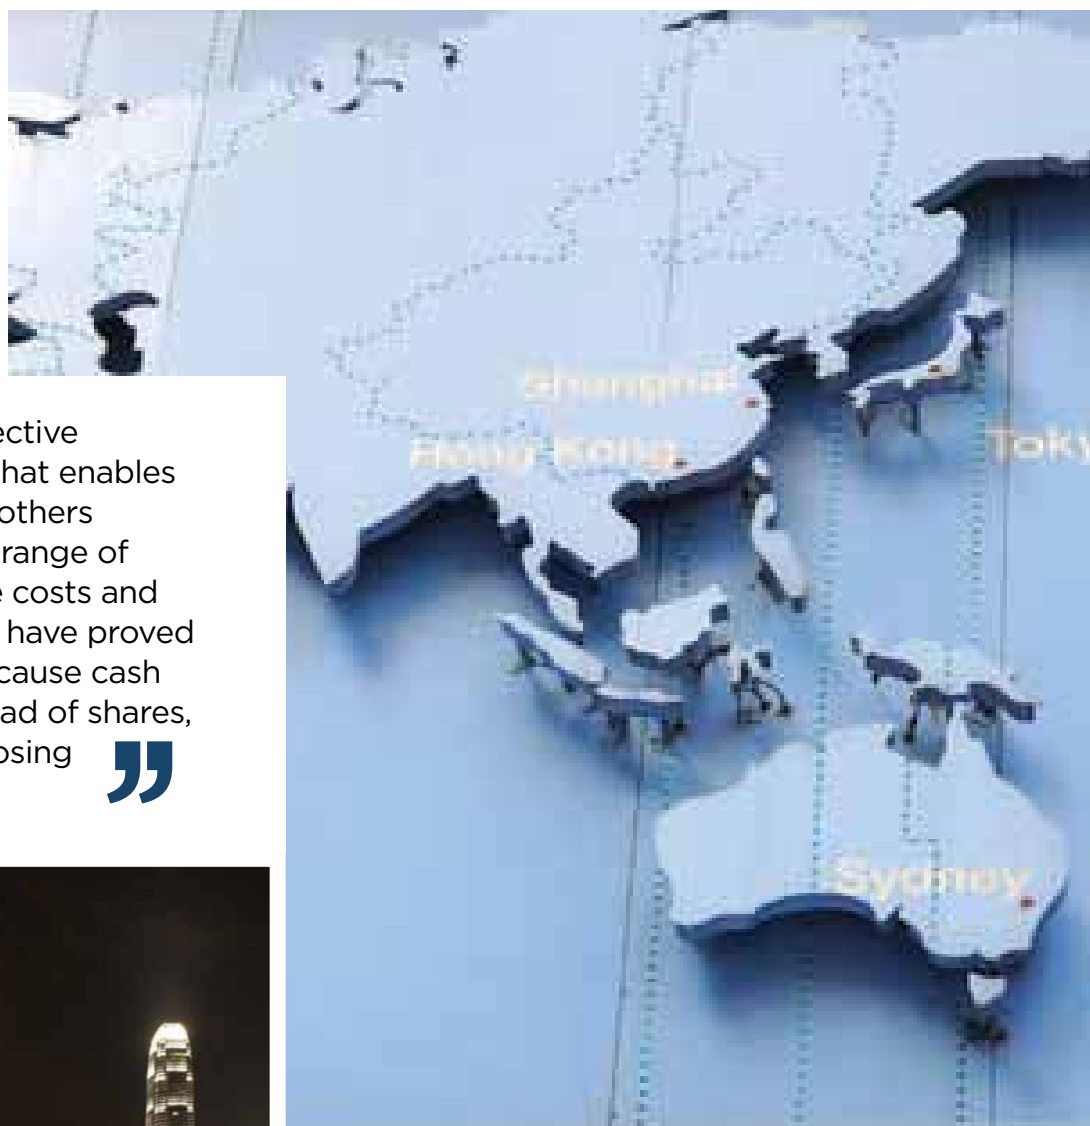 ective
hat enables
others
range of
e costs and
have proved
cause cash
ad of shares,
osing ”
Shanghai
Hong Kong
Toky
Sydney